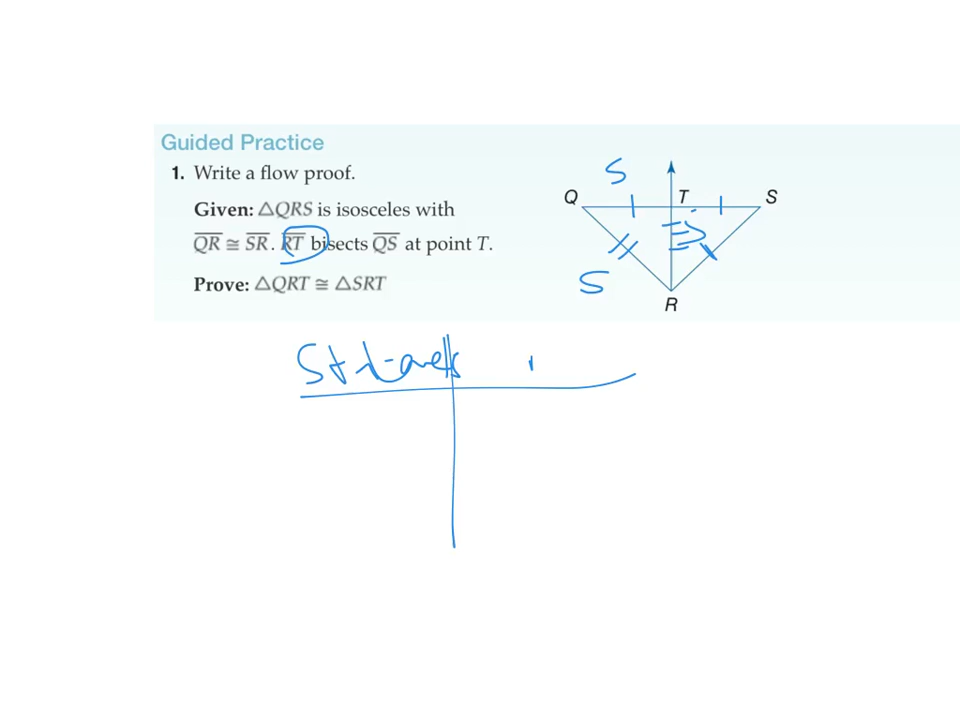 Guided Practice
1. Write a flow proof.
Given: △QRS is isosceles with
QR ≅ SR. RT bisects QS at point T.
Prove: △QRT ≅ △SRT
S
Q T S
S
R